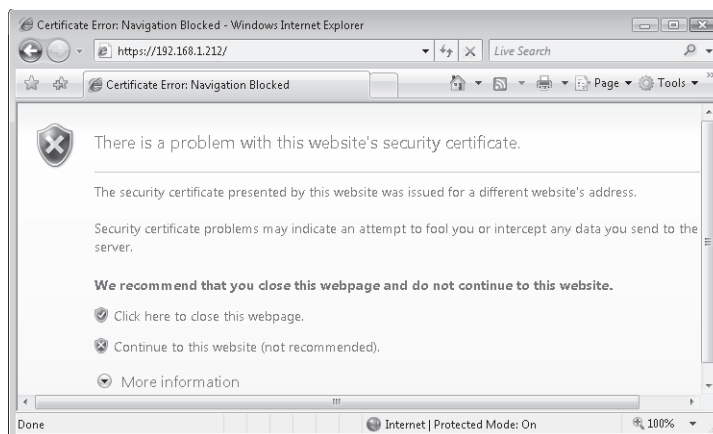 Certificate Error: Navigation Blocked - Windows Internet Explorer
https://192.168.1.212/
Live Search
Certificate Error: Navigation Blocked
Page
Tools
There is a problem with this website's security certificate.
The security certificate presented by this website was issued for a different website's address.
Security certificate problems may indicate an attempt to fool you or intercept any data you send to the
server.
We recommend that you close this webpage and do not continue to this website.
Click here to close this webpage.
Continue to this website (not recommended).
More information
Done
Internet | Protected Mode: On
100%